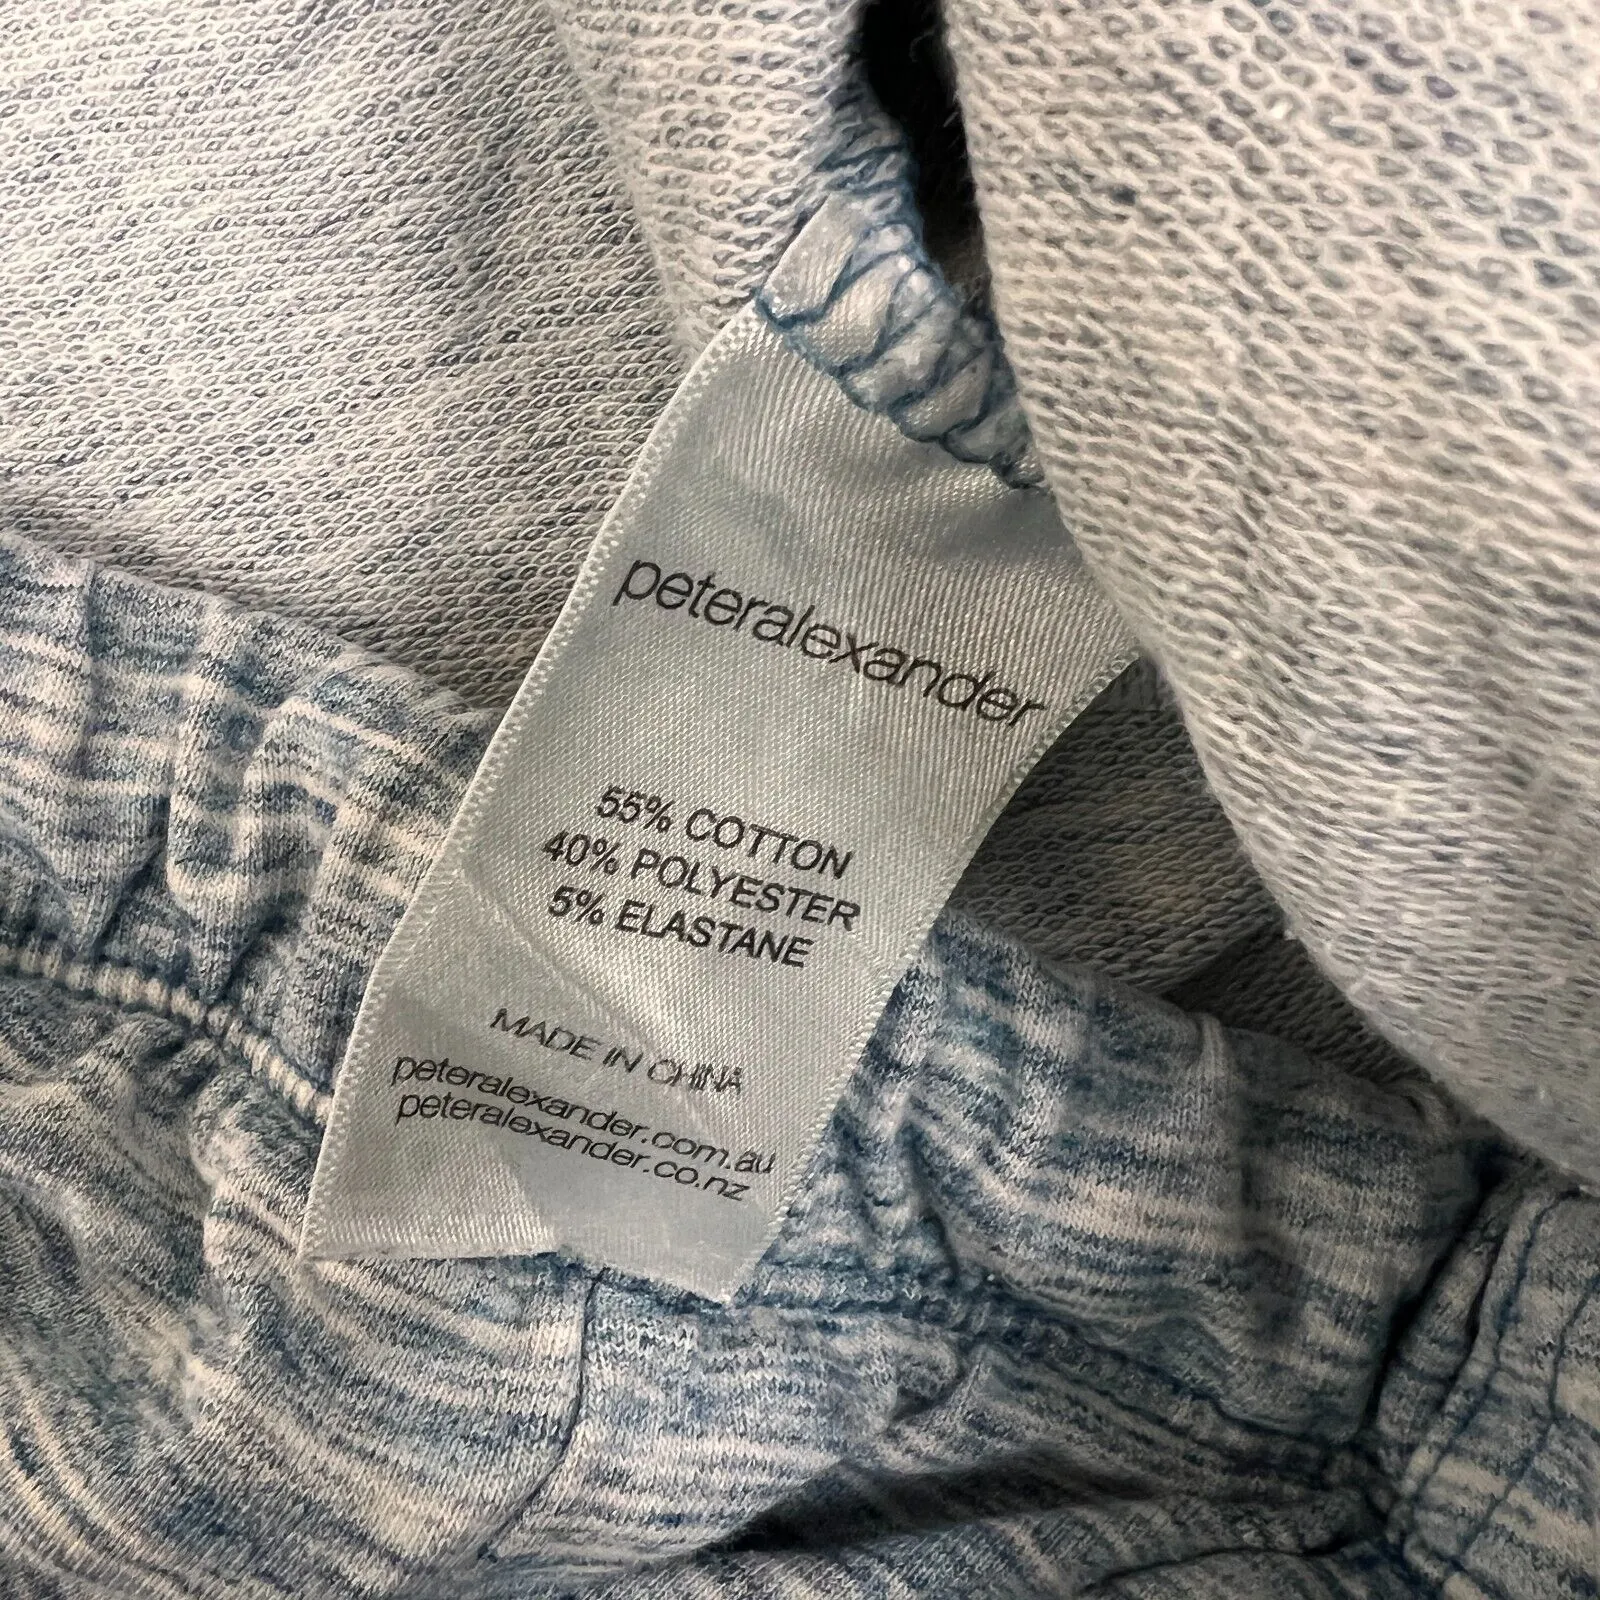 peteralexander
55% COTTON
40% POLYESTER
5% ELASTANE
MADE IN CHINA
peteralexander.com.au
peteralexander.co.nz